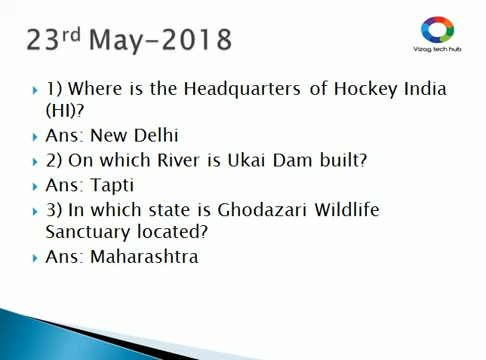 23rd May-2018
Vizag tech hub
1) Where is the Headquarters of Hockey India
(HI)?
Ans: New Delhi
2) On which River is Ukai Dam built?
Ans: Tapti
3) In which state is Ghodazari Wildlife
Sanctuary located?
Ans: Maharashtra